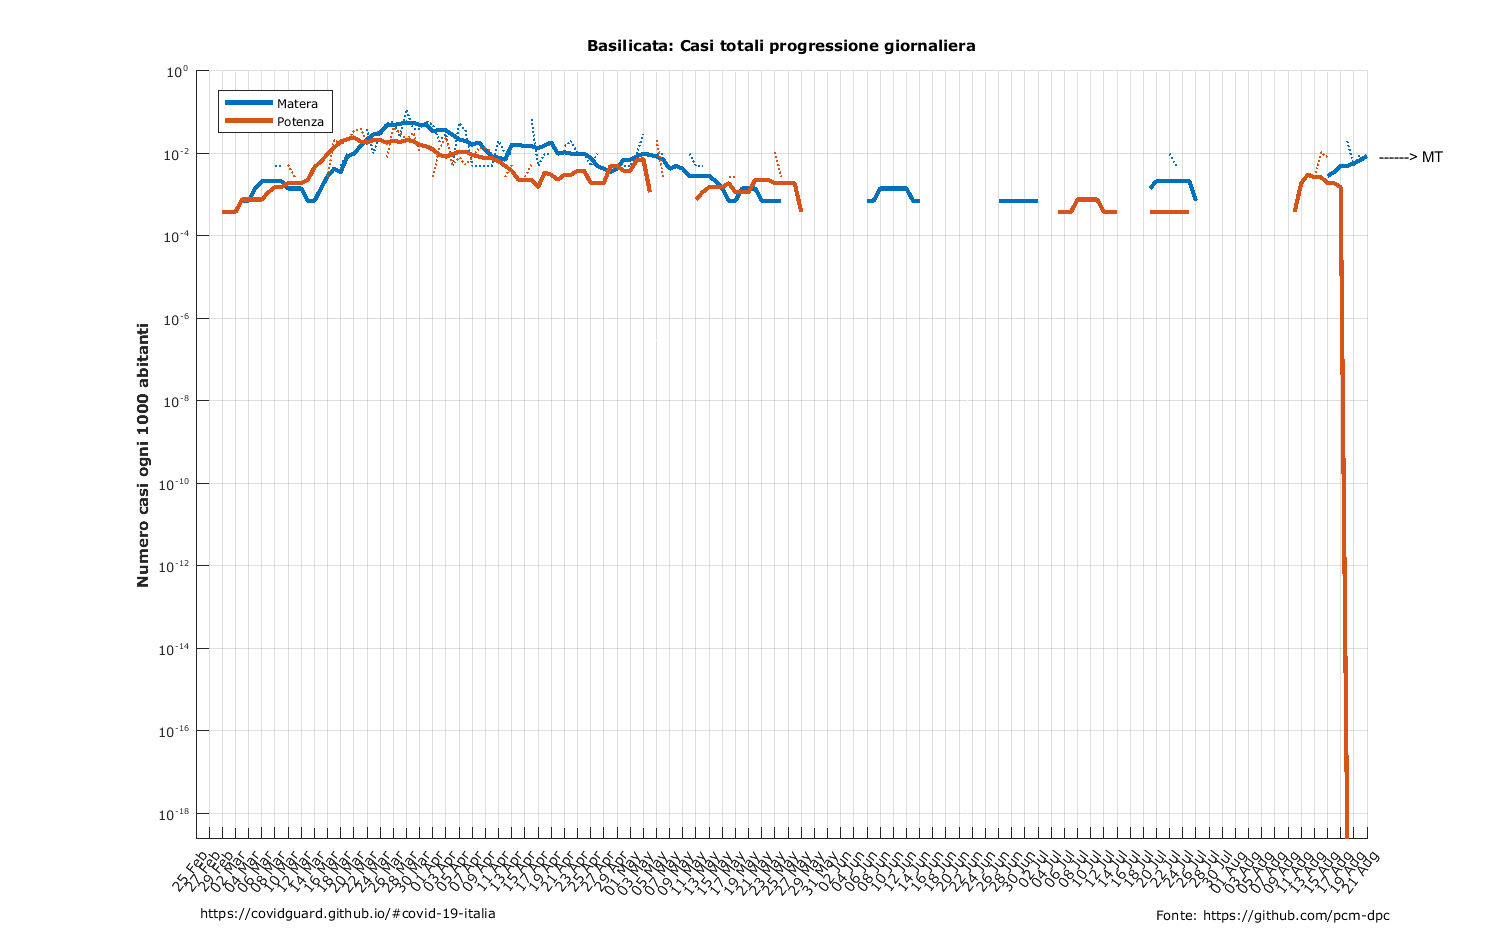 Basilicata: Casi totali progressione giornaliera
Numero casi ogni 1000 abitanti
10^0
10^-2
10^-4
10^-6
10^-8
10^-10
10^-12
10^-14
10^-16
10^-18
Matera
Potenza
------> MT
25 Feb
27 Feb
29 Feb
02 Mar
04 Mar
06 Mar
08 Mar
10 Mar
12 Mar
14 Mar
16 Mar
18 Mar
20 Mar
22 Mar
24 Mar
26 Mar
28 Mar
30 Mar
01 Apr
03 Apr
05 Apr
07 Apr
09 Apr
11 Apr
13 Apr
15 Apr
17 Apr
19 Apr
21 Apr
23 Apr
25 Apr
27 Apr
29 Apr
01 May
03 May
05 May
07 May
09 May
11 May
13 May
15 May
17 May
19 May
21 May
23 May
25 May
27 May
29 May
31 May
02 Jun
04 Jun
06 Jun
08 Jun
10 Jun
12 Jun
14 Jun
16 Jun
18 Jun
20 Jun
22 Jun
24 Jun
26 Jun
28 Jun
30 Jun
02 Jul
04 Jul
06 Jul
08 Jul
10 Jul
12 Jul
14 Jul
16 Jul
18 Jul
20 Jul
22 Jul
24 Jul
26 Jul
28 Jul
30 Jul
01 Aug
03 Aug
05 Aug
07 Aug
09 Aug
11 Aug
13 Aug
15 Aug
17 Aug
19 Aug
21 Aug
https://covidguard.github.io/#covid-19-italia
Fonte: https://github.com/pcm-dpc